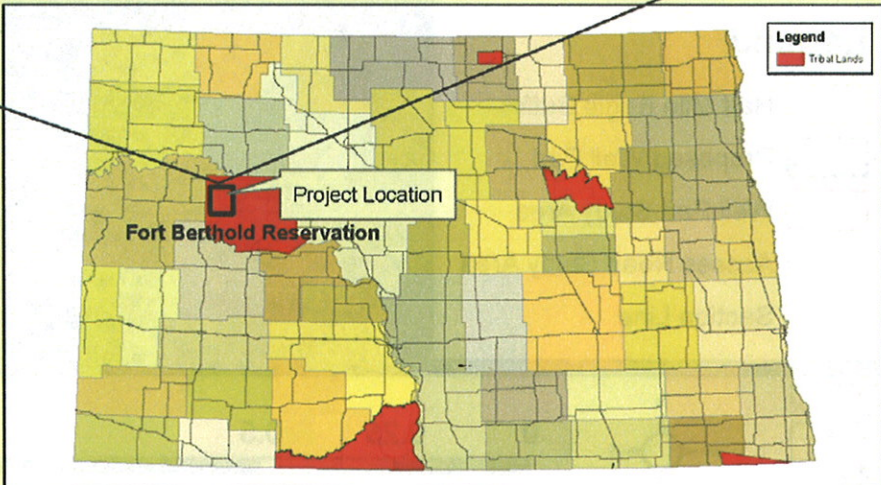 Legend
Tribal Lands
Project Location
Fort Berthold Reservation